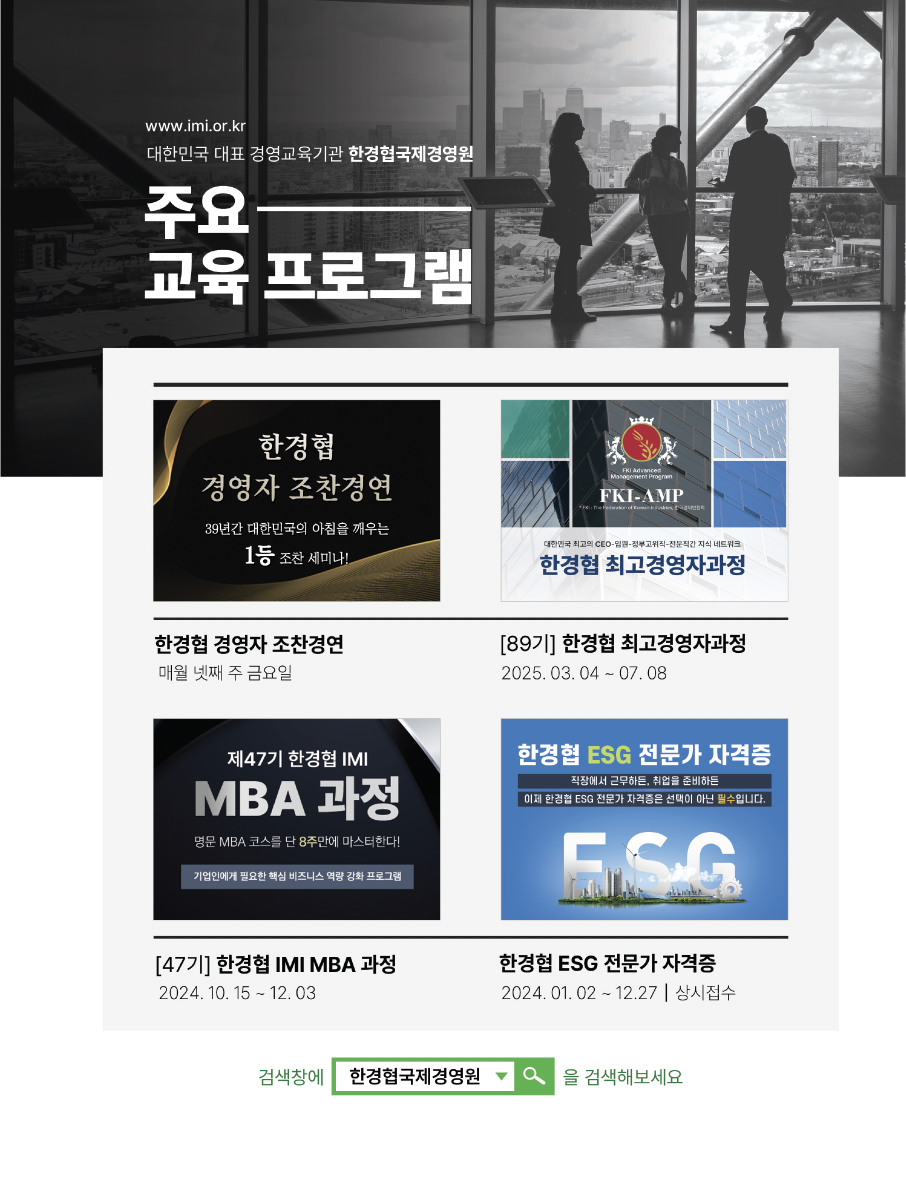 www.imi.or.kr
대한민국 대표 경영교육기관 한경협국제경영원
주요
교육 프로그램
한경협
경영자 조찬경연
39년간 대한민국의 아침을 깨우는
1등 조찬 세미나!
한경협 경영자 조찬경연
매월 넷째 주 금요일
FKI Advanced
Management Program
FKI-AMP
* FKI : The Federation of Korean Industries, 한국경제인협회
대한민국 최고의 CEO-임원-정부고위직-전문직간 지식 네트워크
한경협 최고경영자과정
[89기] 한경협 최고경영자과정
2025. 03. 04 ~ 07. 08
제47기 한경협 IMI
MBA 과정
명문 MBA 코스를 단 8주만에 마스터한다!
기업인에게 필요한 핵심 비즈니스 역량 강화 프로그램
[47기] 한경협 IMI MBA 과정
2024. 10. 15 ~ 12. 03
한경협 ESG 전문가 자격증
직장에서 근무하든, 취업을 준비하든
이제 한경협 ESG 전문가 자격증은 선택이 아닌 필수입니다.
ESG
한경협 ESG 전문가 자격증
2024. 01. 02 ~ 12.27 | 상시접수
검색창에 한경협국제경영원 을 검색해보세요